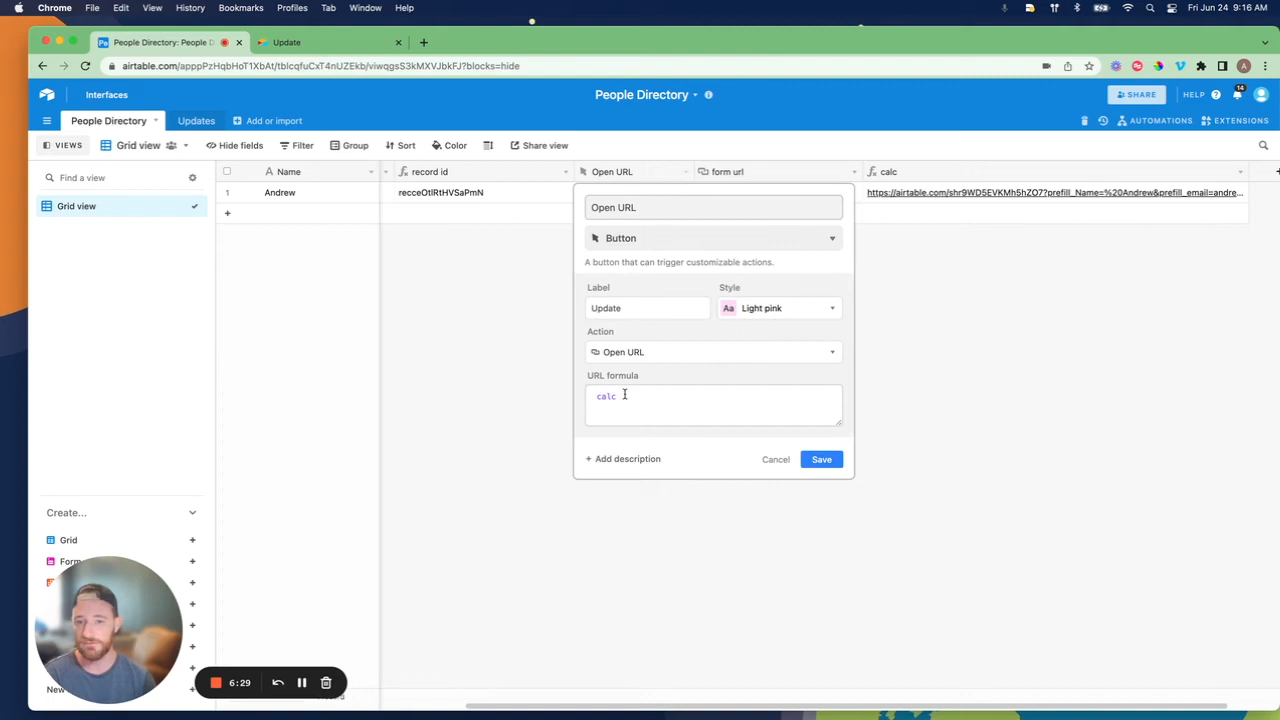 Chrome File Edit View History Bookmarks Profiles Tab Window Help Fri Jun 24 9:16 AM
People Directory: People D Update
airtable.com/apppPzHqbHoT1XbAt/tblcqfuCxT4nUZEkb/viwqgsS3kMXVJbkFJ?blocks=hide A
Interfaces People Directory SHARE HELP 14
People Directory Updates Add or import AUTOMATIONS EXTENSIONS
VIEWS Grid view Hide fields Filter Group Sort Color Share view
Find a view
Name record id Open URL form url calc
Grid view
1 Andrew recceOtIRtHVSaPmN https://airtable.com/shr9WD5EVKMh5hZO7?prefill_Name=%20Andrew&prefill_email=andre...
Open URL
Button
A button that can trigger customizable actions.
Label Style
Update Aa Light pink
Action
Open URL
URL formula
calc
+ Add description Cancel Save
Create...
Grid
Form
New
6:29